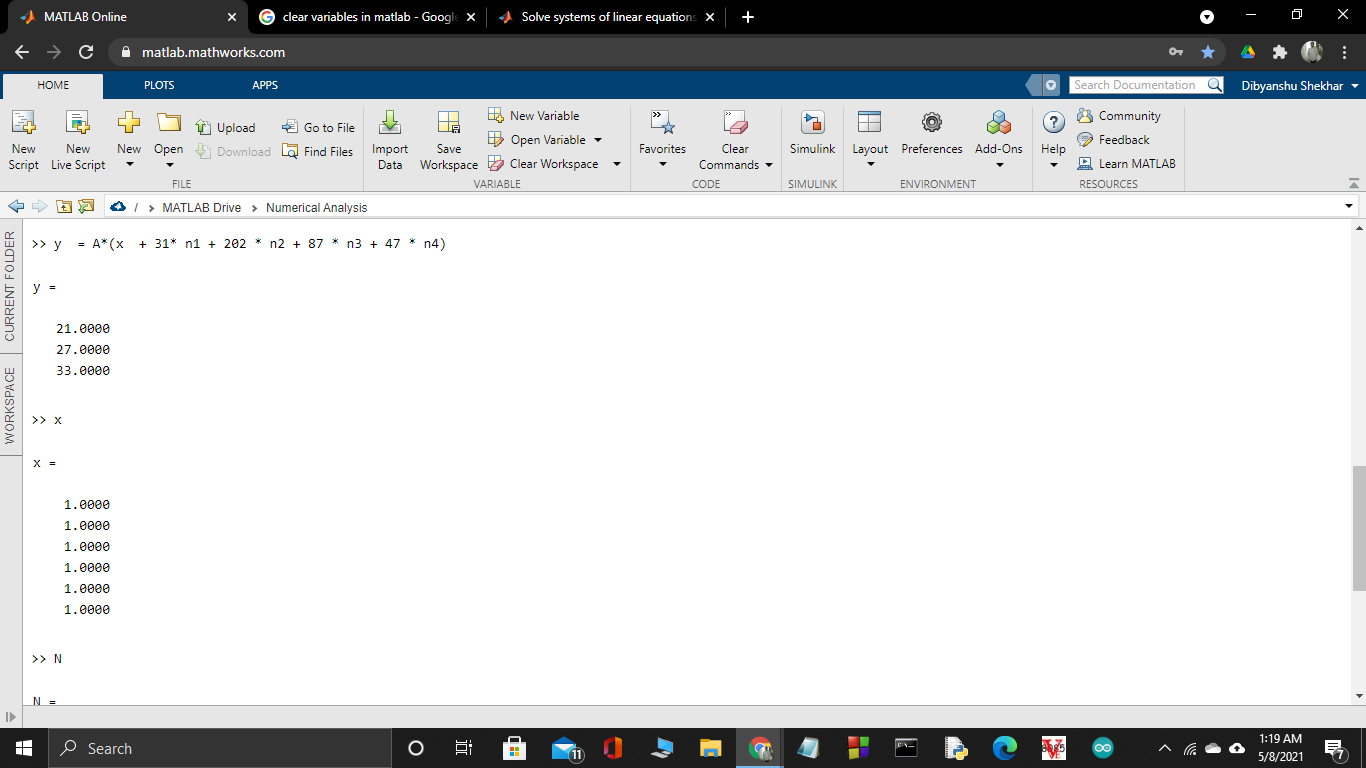 MATLAB Online
clear variables in matlab - Google
Solve systems of linear equations
matlab.mathworks.com
HOME PLOTS APPS
Search Documentation
Dibyanshu Shekhar
New Script
New Live Script
New
Open
Upload
Download
Go to File
Find Files
FILE
Import Data
Save Workspace
New Variable
Open Variable
Clear Workspace
VARIABLE
Favorites
Clear Commands
CODE
Simulink
SIMULINK
Layout
Preferences
Add-Ons
ENVIRONMENT
Help
Community
Feedback
Learn MATLAB
RESOURCES
/ > MATLAB Drive > Numerical Analysis
CURRENT FOLDER
WORKSPACE
>> y  = A*(x  + 31* n1 + 202 * n2 + 87 * n3 + 47 * n4)
y =
21.0000
27.0000
33.0000
>> x
x =
1.0000
1.0000
1.0000
1.0000
1.0000
1.0000
>> N
N =
Search
11
1:19 AM
5/8/2021
7